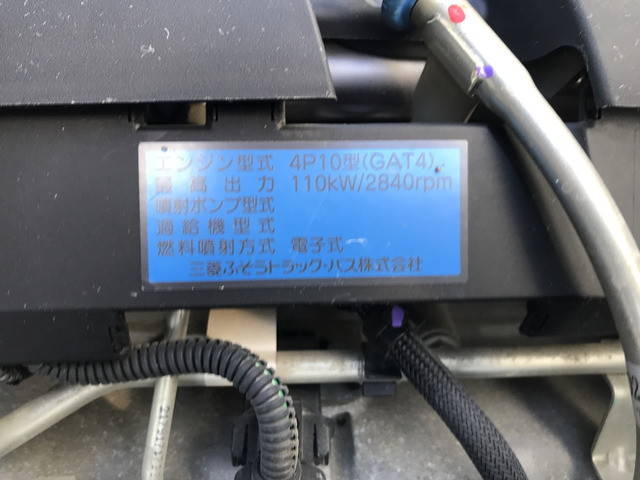 エンジン型式 4P10型(GAT4)
最高出力 110kW/2840rpm
噴射ポンプ型式
過給機型式
燃料噴射方式 電子式
三菱ふそうトラック・バス株式会社